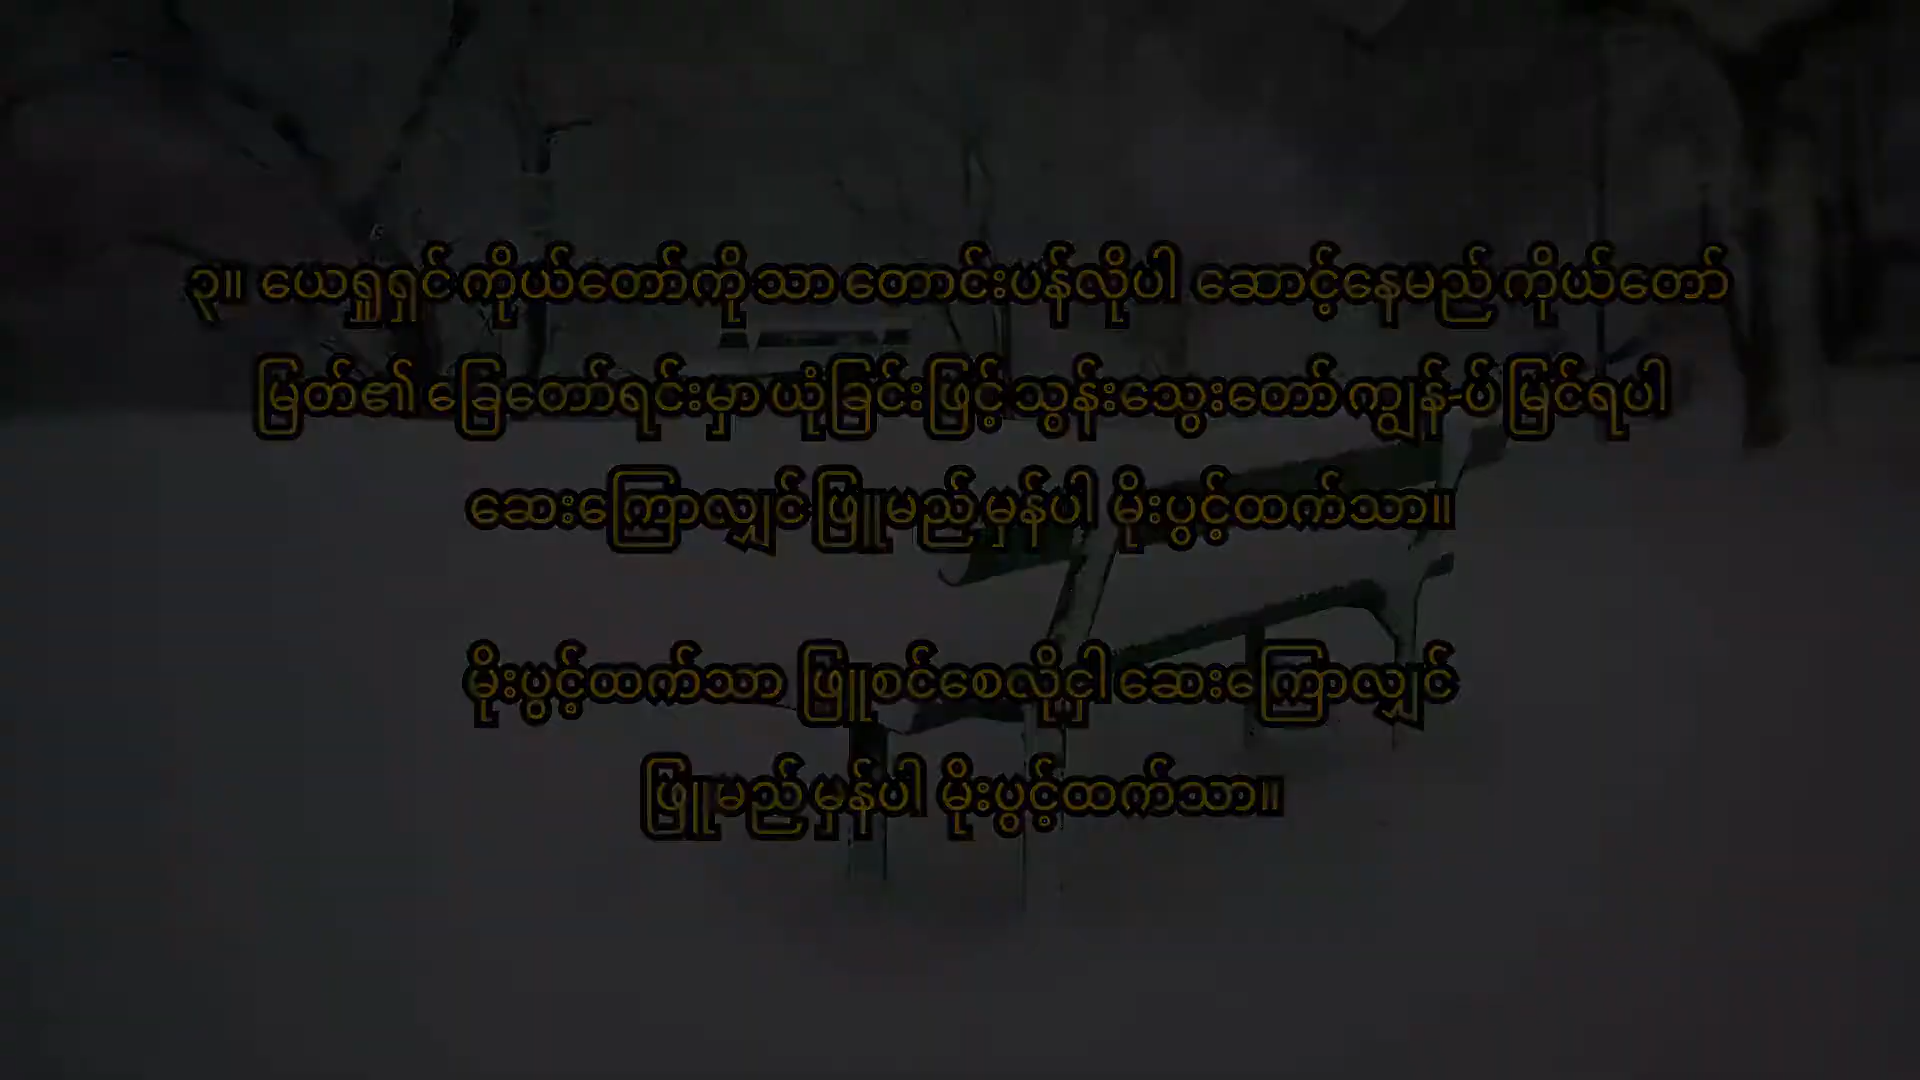 ၃။ ယေရှုရှင်ကိုယ်တော်ကိုသာတောင်းပန်လိုပါ ဆောင့်နေမည်ကိုယ်တော်
မြတ်၏ ခြေတော်ရင်းမှာယုံခြင်းဖြင့်သွန်းသွေးတော်ကျွန်-ပ်မြင်ရပါ
ဆေးကြောလျှင်ဖြူမည်မှန်ပါ မိုးပွင့်ထက်သာ။
မိုးပွင့်ထက်သာ ဖြူစင်စေလိုငှါ ဆေးကြောလျှင်
ဖြူမည်မှန်ပါ မိုးပွင့်ထက်သာ။